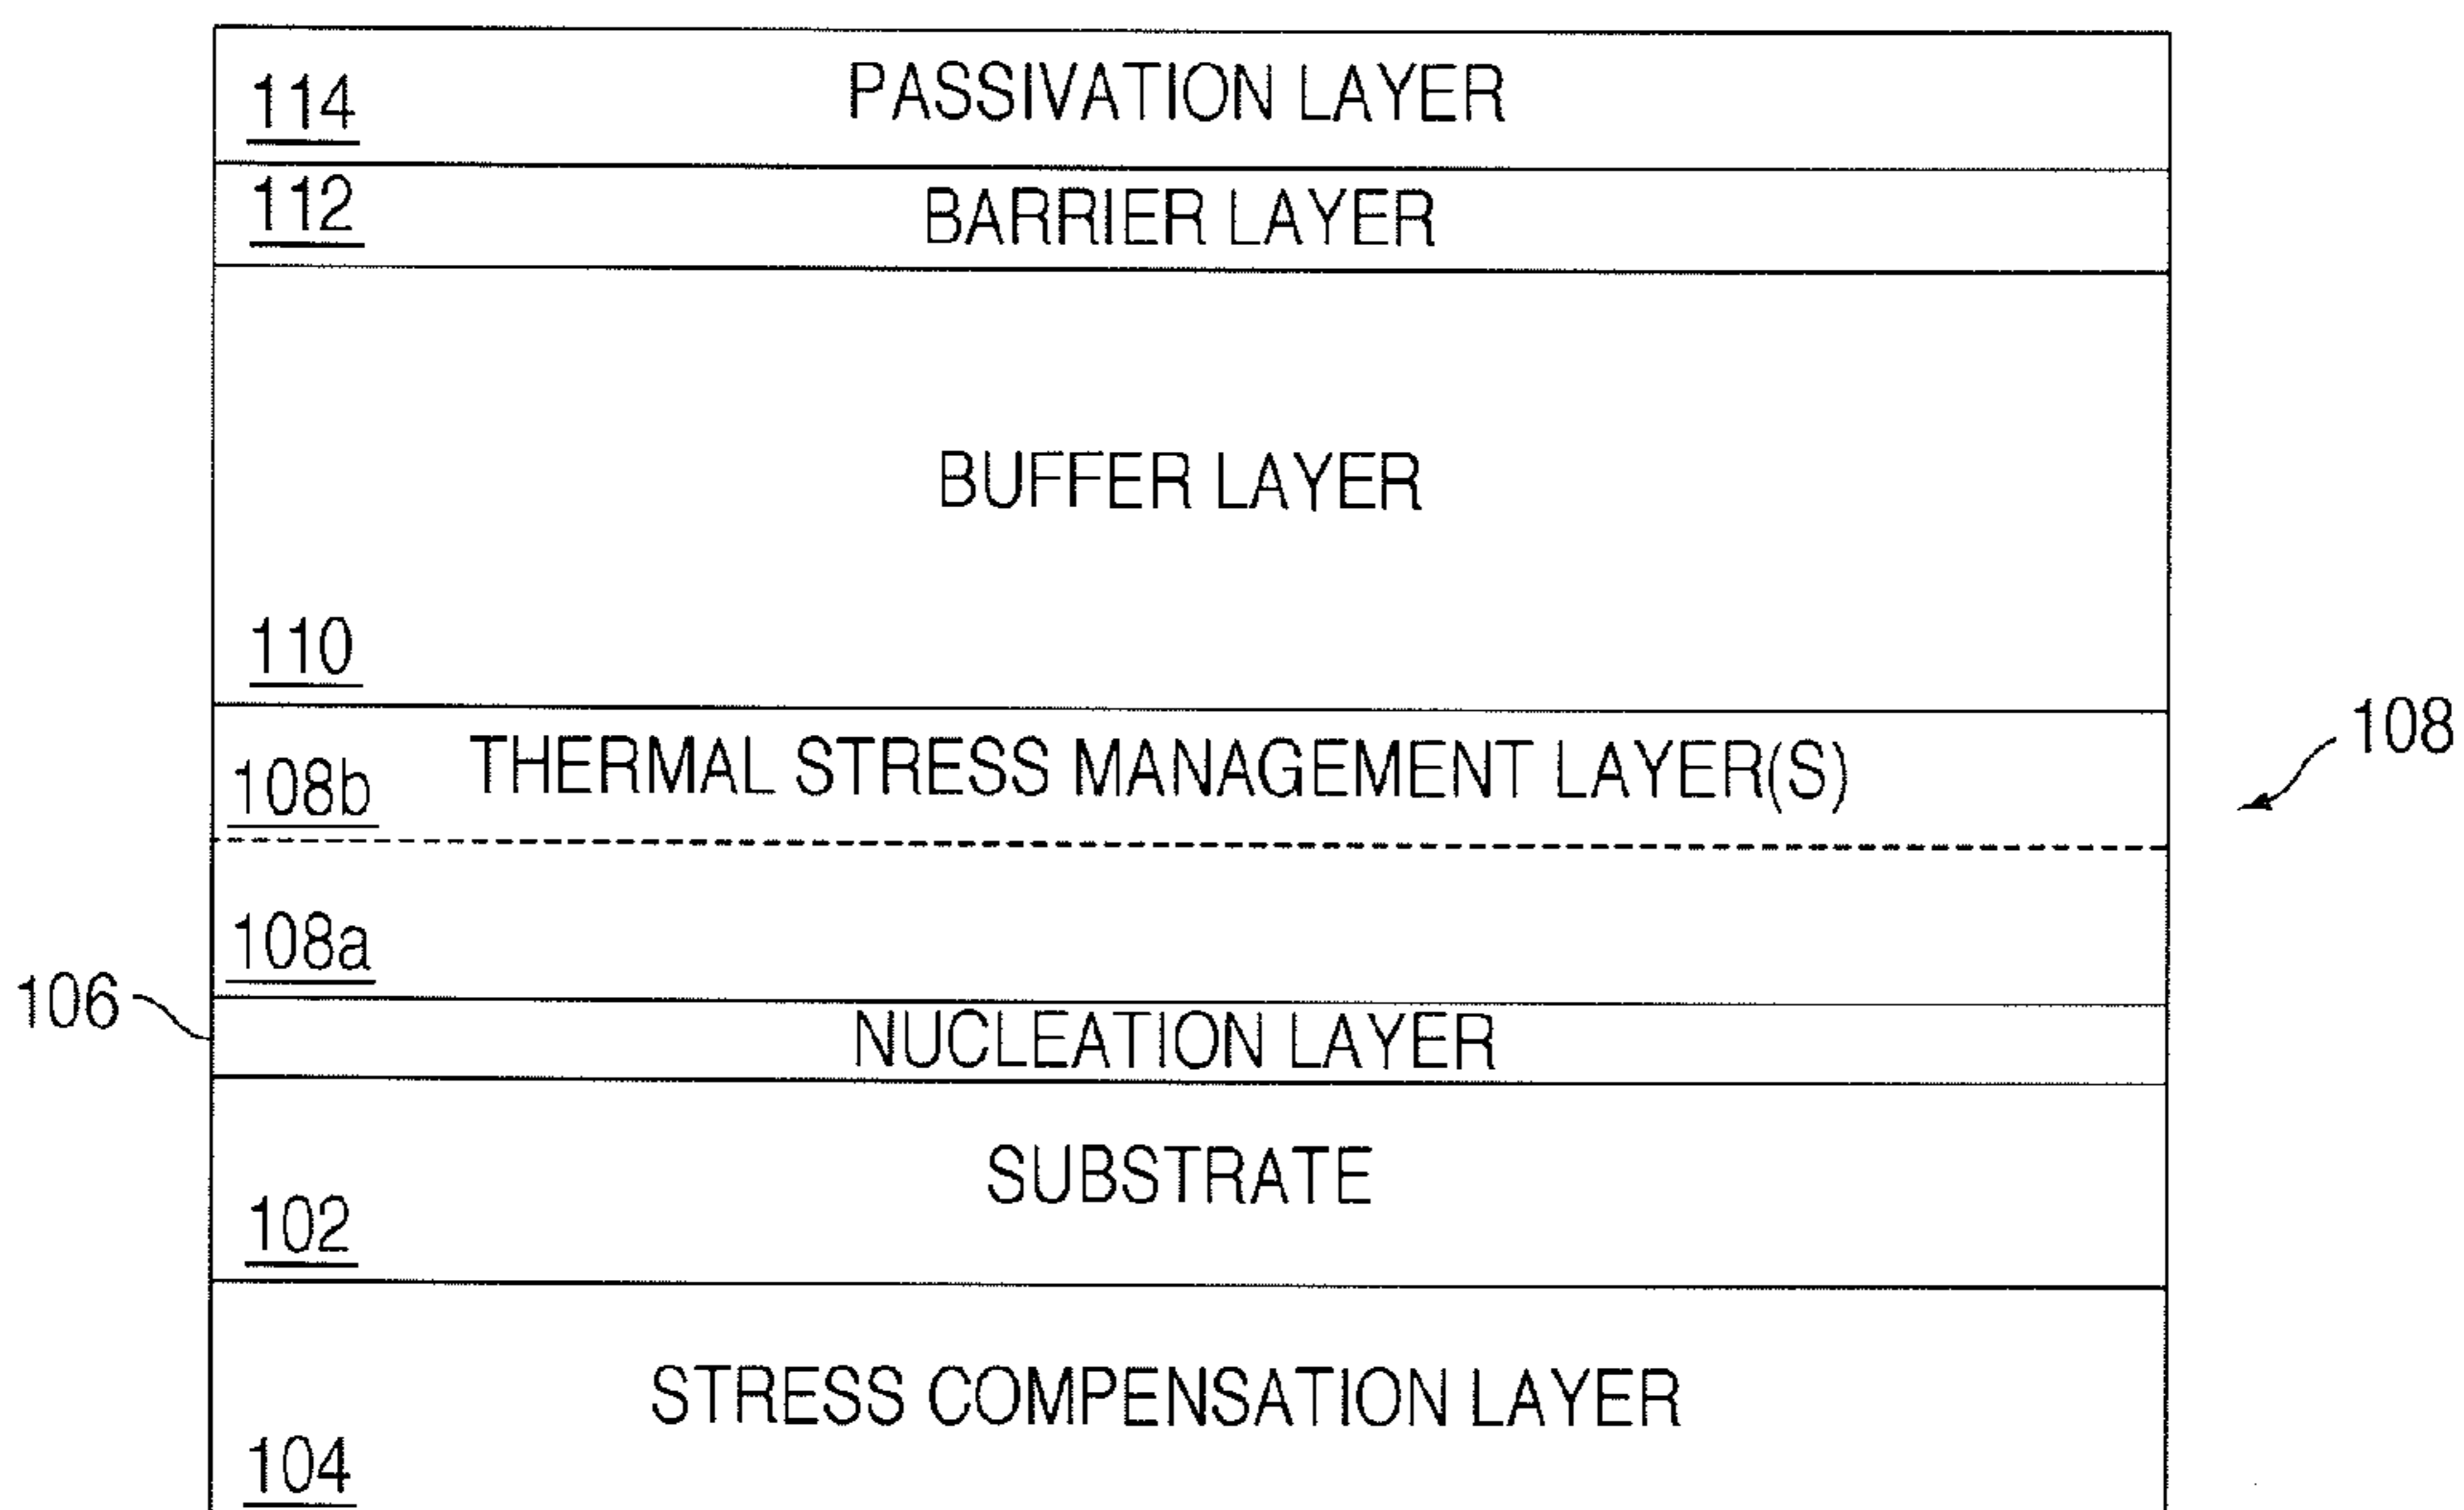 PASSIVATION LAYER
114
112
BARRIER LAYER
BUFFER LAYER
110
THERMAL STRESS MANAGEMENT LAYER(S)
108
108b
108a
106
NUCLEATION LAYER
SUBSTRATE
102
STRESS COMPENSATION LAYER
104